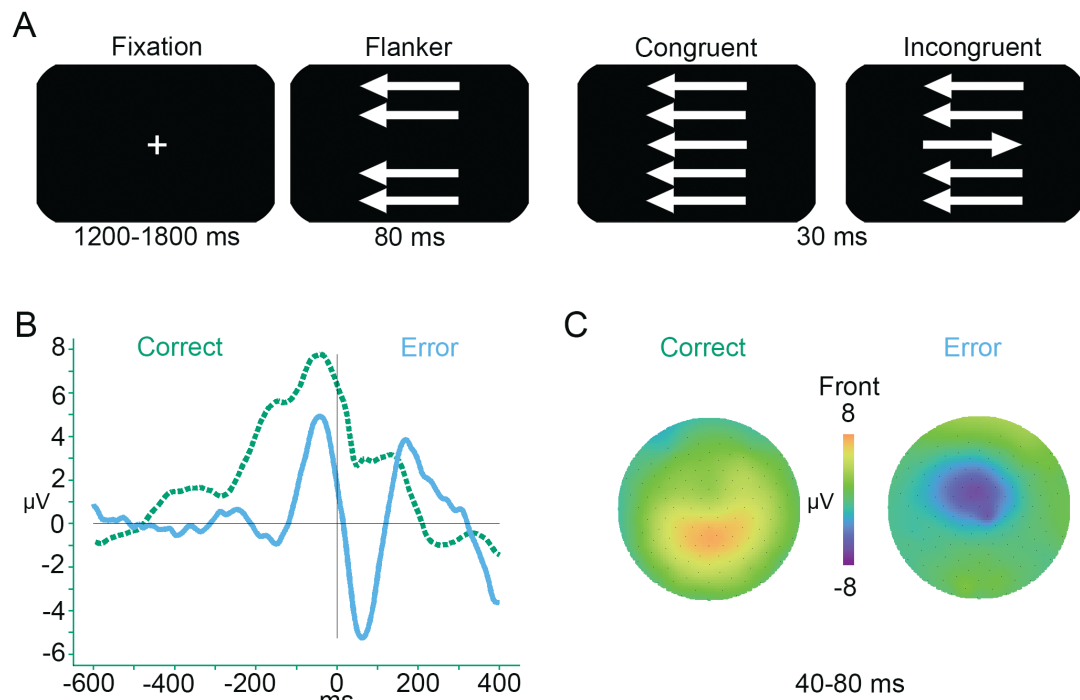 A
Fixation
Flanker
Congruent
Incongruent
+
1200-1800 ms
80 ms
30 ms
B
Correct
Error
8
6
4
2
µV
0
-2
-4
-6
-600 -400 -200 0 200 400
ms
C
Correct
Error
Front
8
µV
-8
40-80 ms